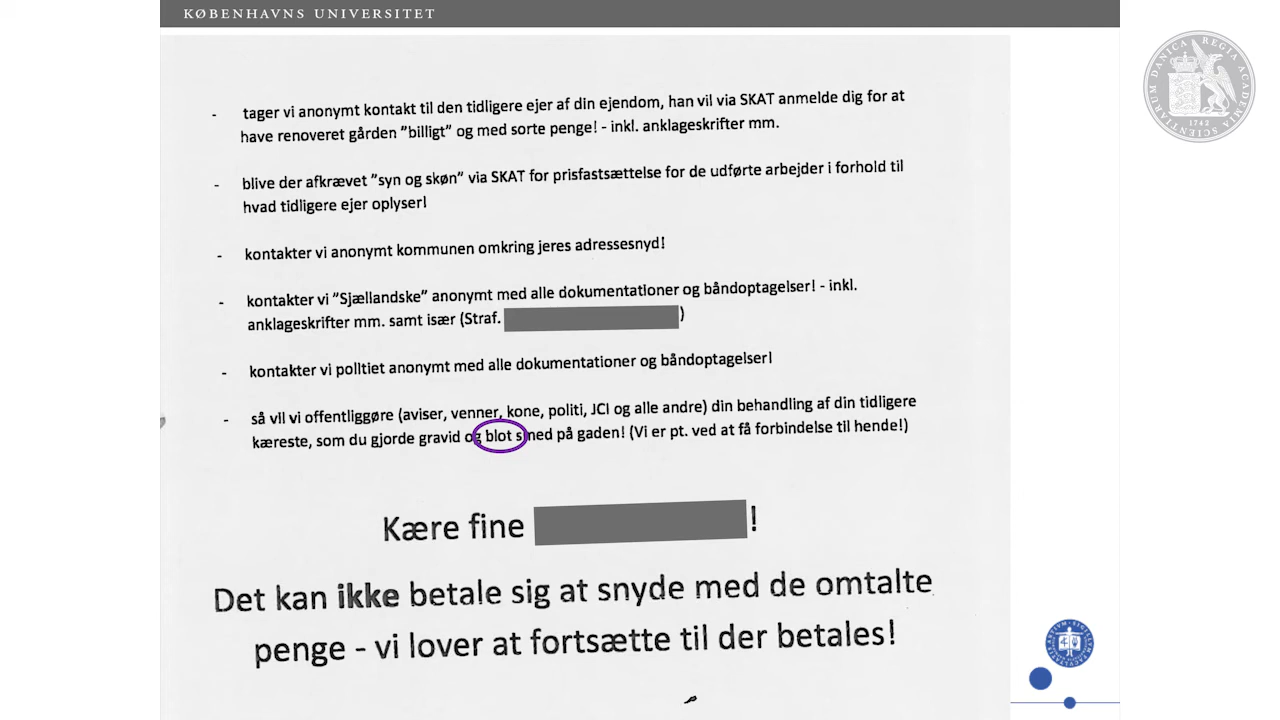 KØBENHAVNS UNIVERSITET
- tager vi anonymt kontakt til den tidligere ejer af din ejendom, han vil via SKAT anmelde dig for at
have renoveret gården ”billigt” og med sorte penge! - inkl. anklageskrifter mm.
- blive der afkrævet ”syn og skøn” via SKAT for prisfastsættelse for de udførte arbejder i forhold til
hvad tidligere ejer oplyser!
- kontakter vi anonymt kommunen omkring jeres adressesnyd!
- kontakter vi ”Sjællandske” anonymt med alle dokumentationer og båndoptagelser! - inkl.
anklageskrifter mm. samt især (Straf. )
- kontakter vi politiet anonymt med alle dokumentationer og båndoptagelser!
- så vil vi offentliggøre (aviser, venner, kone, politi, JCI og alle andre) din behandling af din tidligere
kæreste, som du gjorde gravid og blot smed på gaden! (Vi er pt. ved at få forbindelse til hende!)
Kære fine !
Det kan ikke betale sig at snyde med de omtalte
penge - vi lover at fortsætte til der betales!
REGIA ACADEMIA SCIENTIARUM DANICA
1742